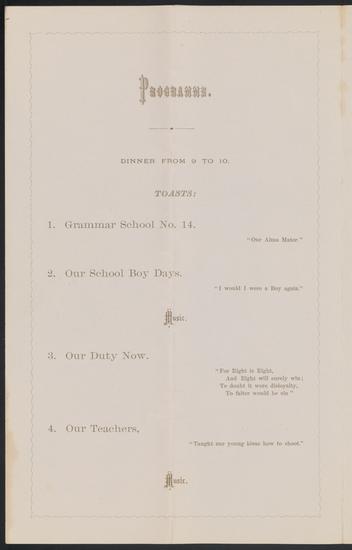 Programme.
DINNER FROM 9 TO 10.
TOASTS:
1. Grammar School No. 14.
"Our Alma Mater."
2. Our School Boy Days.
"I would I were a Boy again."
Music.
3. Our Duty Now.
"For Right is Right,
And Right will surely win;
To doubt it were disloyalty,
To falter would be sin"
4. Our Teachers,
"Taught our young ideas how to shoot."
Music.